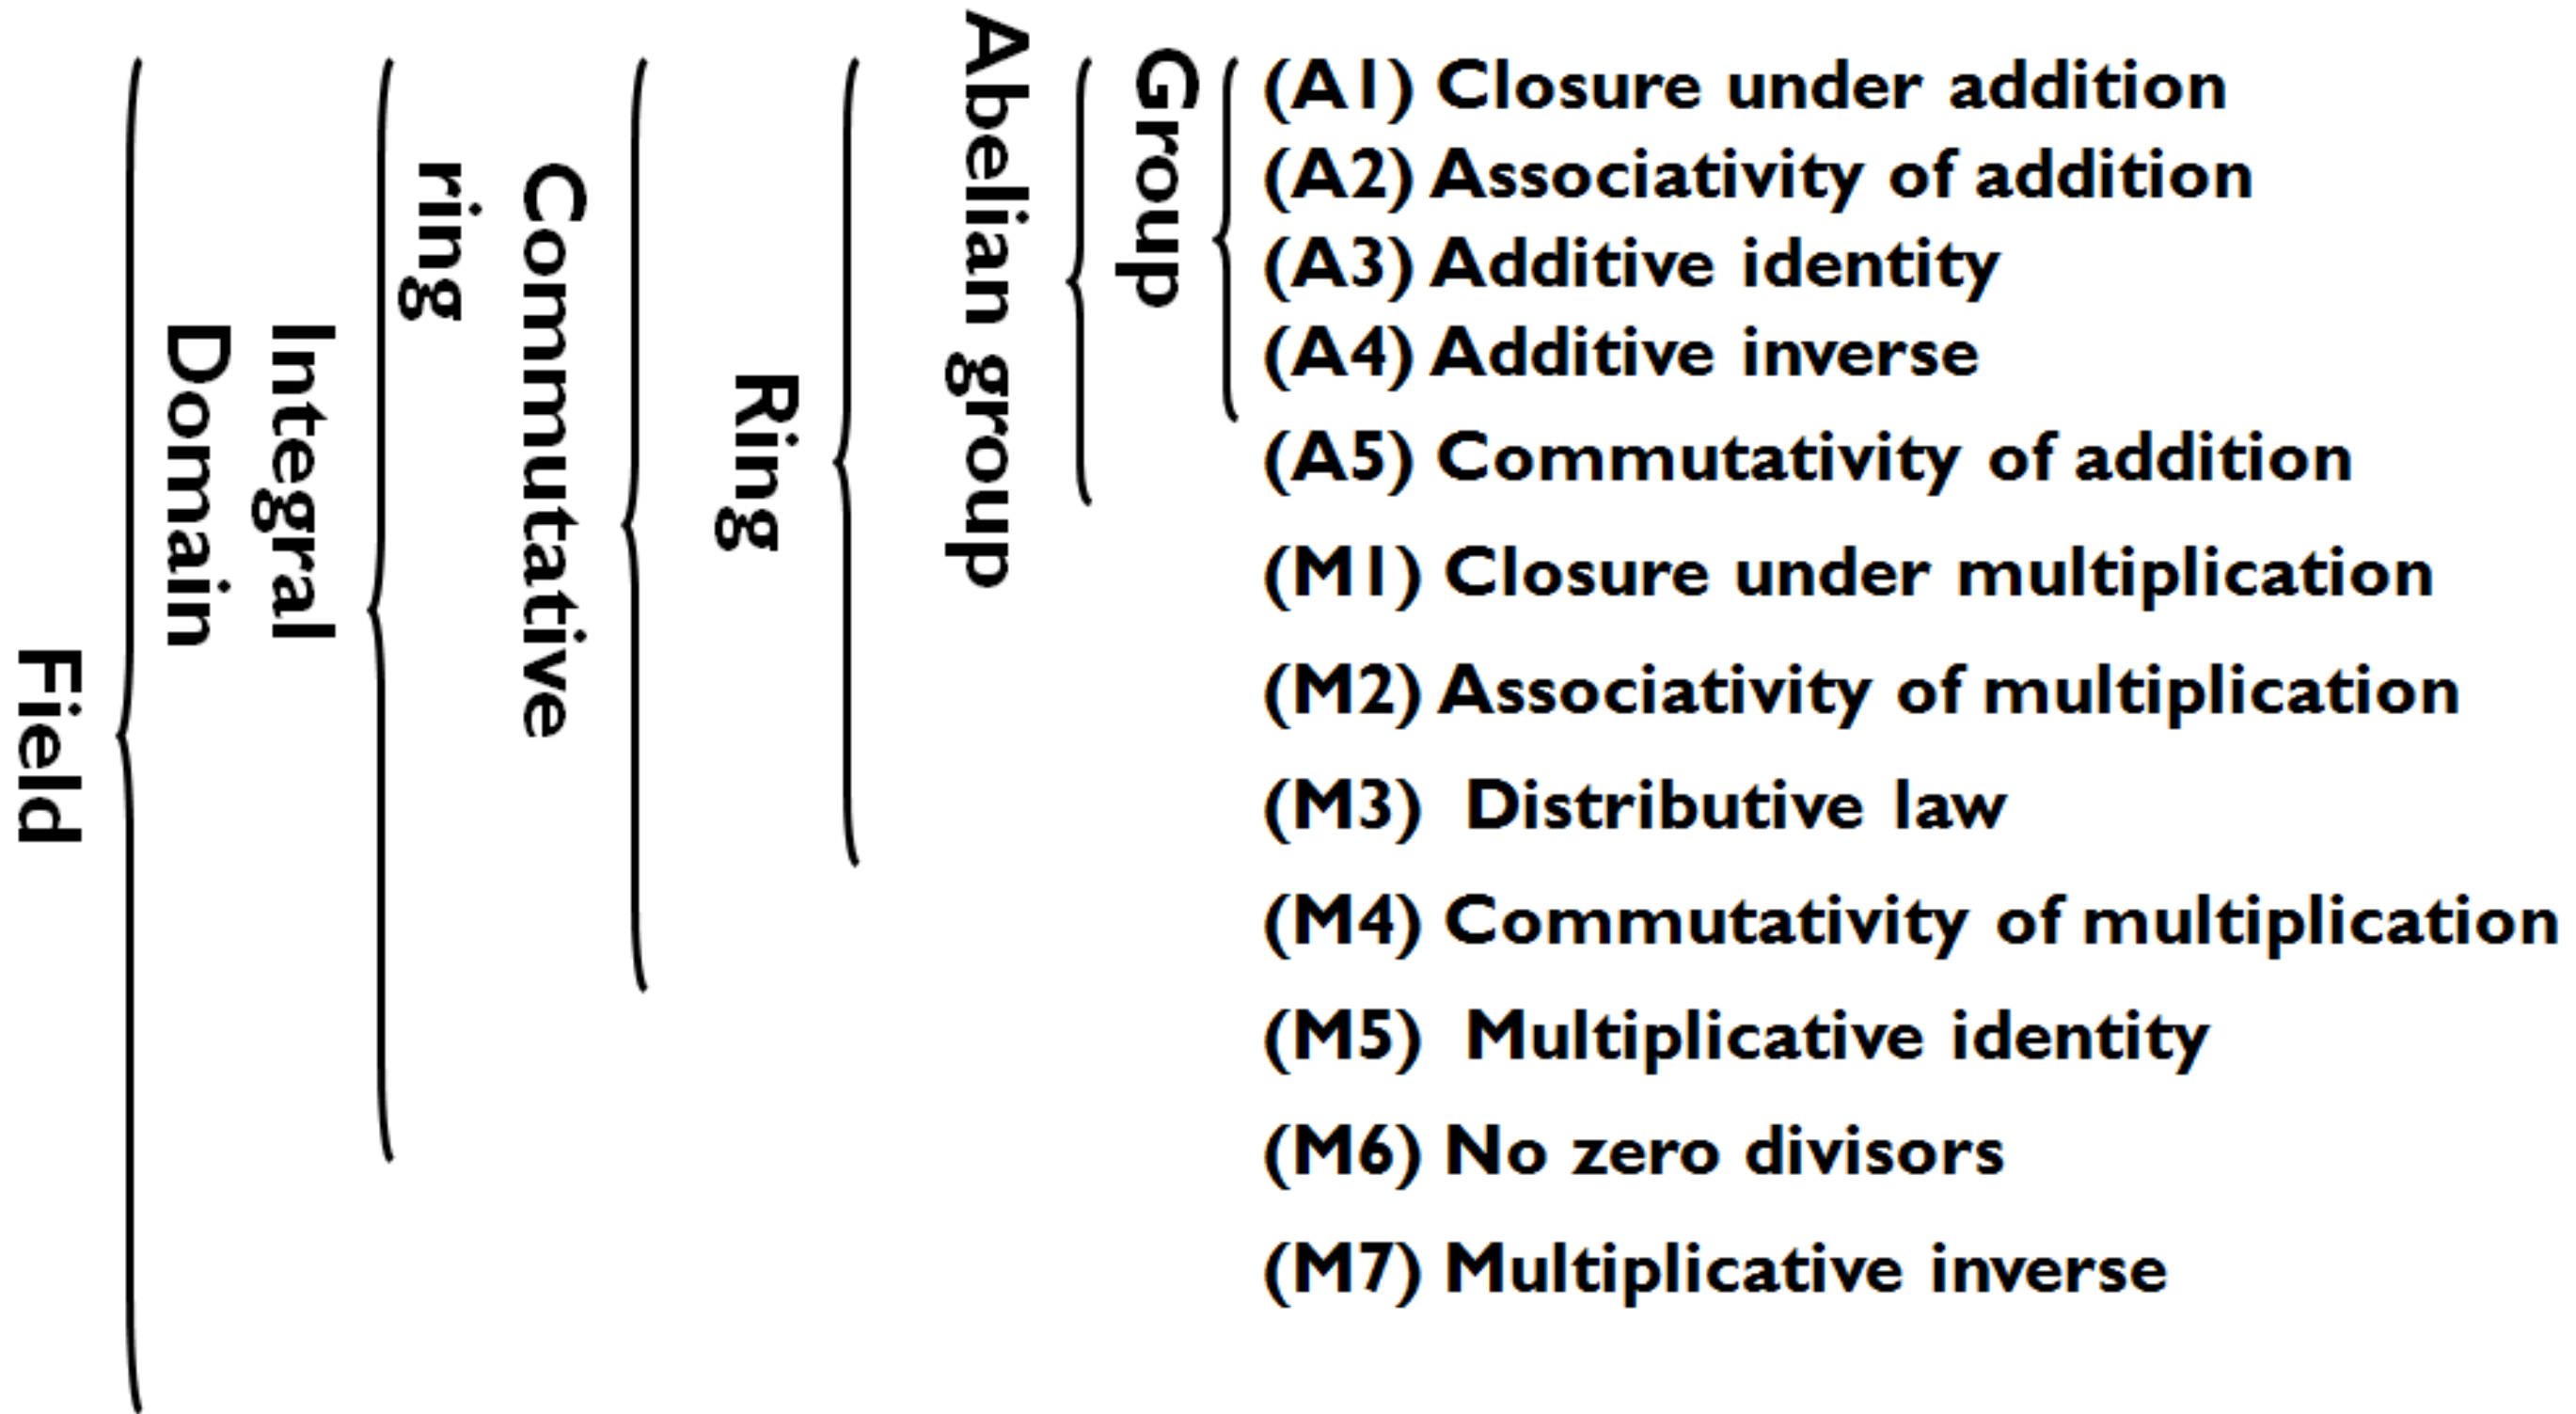 Field
Integral
Domain
Commutative
ring
Ring
Abelian group
Group
(A1) Closure under addition
(A2) Associativity of addition
(A3) Additive identity
(A4) Additive inverse
(A5) Commutativity of addition
(M1) Closure under multiplication
(M2) Associativity of multiplication
(M3) Distributive law
(M4) Commutativity of multiplication
(M5) Multiplicative identity
(M6) No zero divisors
(M7) Multiplicative inverse